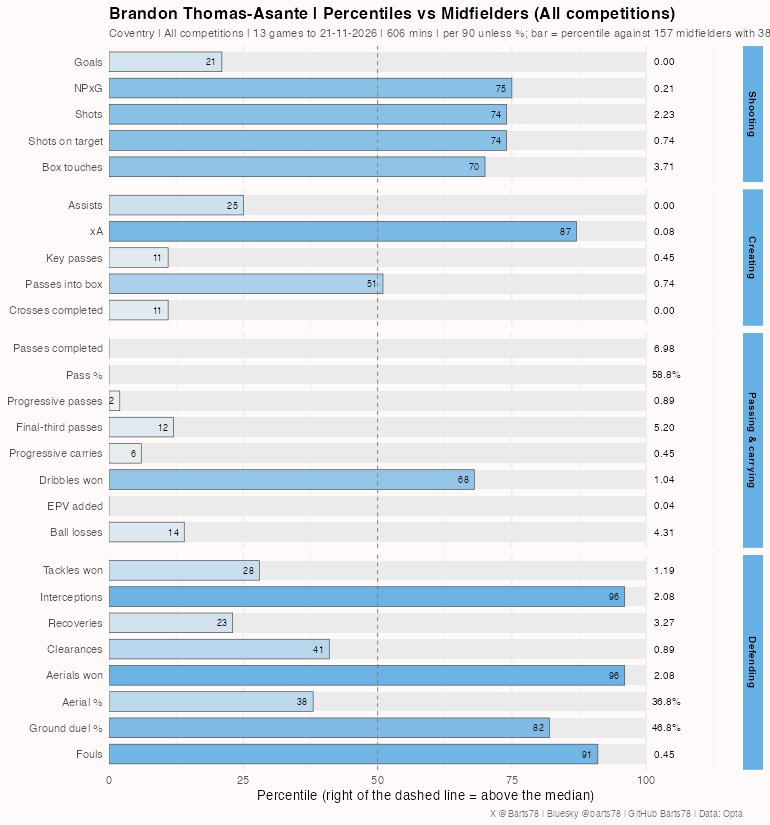 Brandon Thomas-Asante | Percentiles vs Midfielders (All competitions)
Coventry | All competitions | 13 games to 21-11-2026 | 606 mins | per 90 unless %; bar = percentile against 157 midfielders with 38
Goals 21 0.00
NPxG 75 0.21
Shots 74 2.23
Shots on target 74 0.74
Box touches 70 3.71
Shooting
Assists 25 0.00
xA 87 0.08
Key passes 11 0.45
Passes into box 51 0.74
Crosses completed 11 0.00
Creating
Passes completed 6.98
Pass % 58.8%
Progressive passes 2 0.89
Final-third passes 12 5.20
Progressive carries 6 0.45
Dribbles won 68 1.04
EPV added 0.04
Ball losses 14 4.31
Passing & carrying
Tackles won 28 1.19
Interceptions 96 2.08
Recoveries 23 3.27
Clearances 41 0.89
Aerials won 96 2.08
Aerial % 38 36.8%
Ground duel % 82 46.8%
Fouls 91 0.45
Defending
0 25 50 75 100
Percentile (right of the dashed line = above the median)
X @Barts78 | Bluesky @barts78 | GitHub Barts78 | Data: Opta